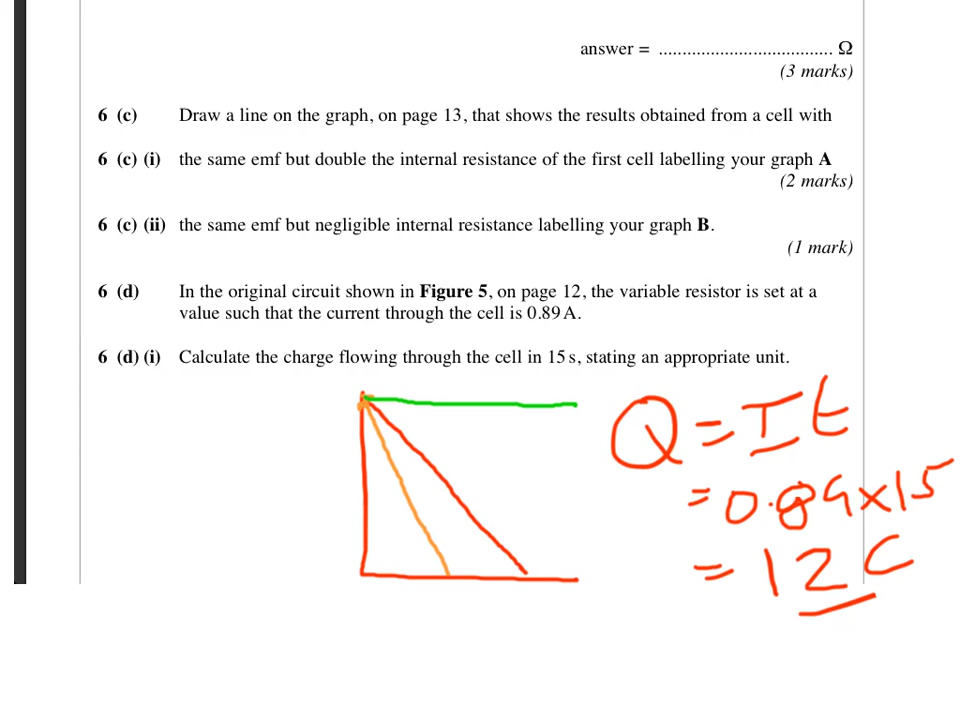 answer = ..................................... Ω
(3 marks)
6 (c) Draw a line on the graph, on page 13, that shows the results obtained from a cell with
6 (c) (i) the same emf but double the internal resistance of the first cell labelling your graph A
(2 marks)
6 (c) (ii) the same emf but negligible internal resistance labelling your graph B.
(1 mark)
6 (d) In the original circuit shown in Figure 5, on page 12, the variable resistor is set at a
value such that the current through the cell is 0.89 A.
6 (d) (i) Calculate the charge flowing through the cell in 15 s, stating an appropriate unit.
Q = It
= 0.89 × 15
= 12 C